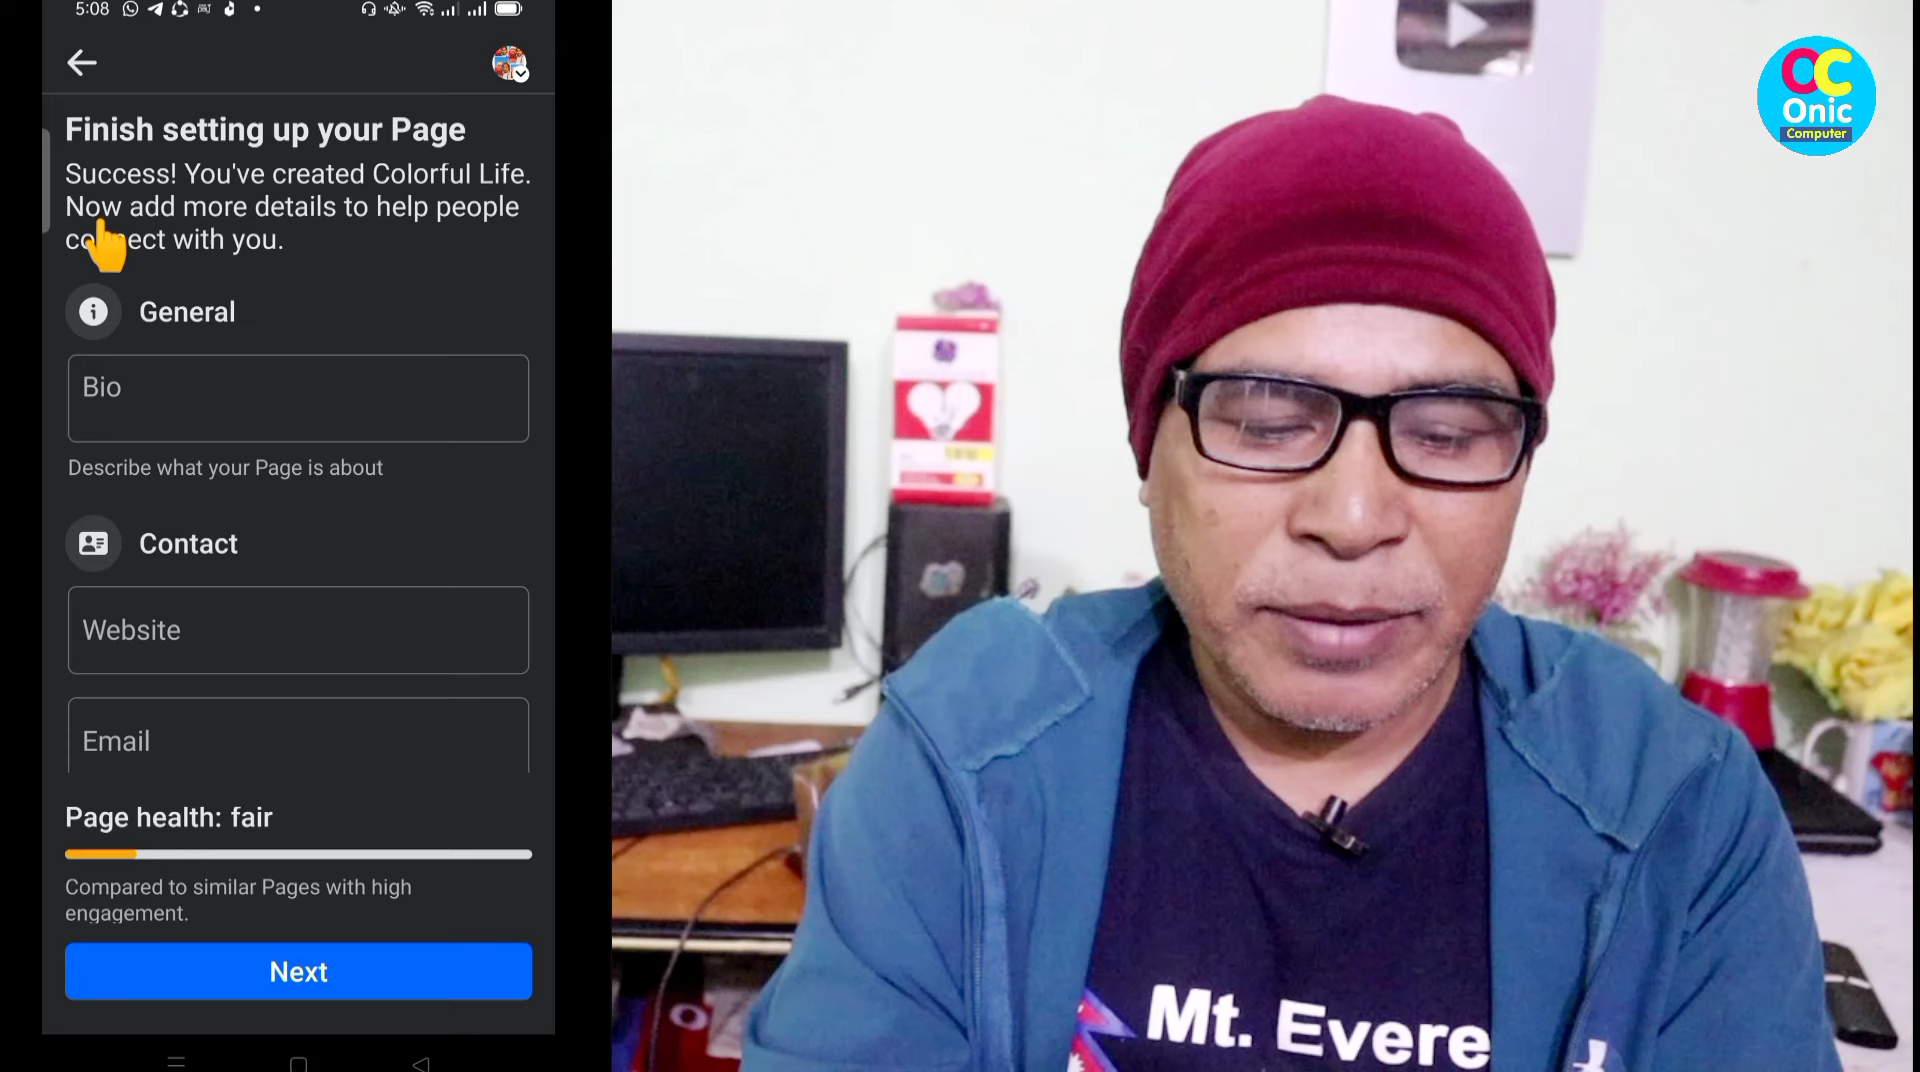 5:08
Finish setting up your Page
Success! You've created Colorful Life.
Now add more details to help people
connect with you.
General
Bio
Describe what your Page is about
Contact
Website
Email
Page health: fair
Compared to similar Pages with high
engagement.
Next
OC
Onic
Computer
Mt. Evere